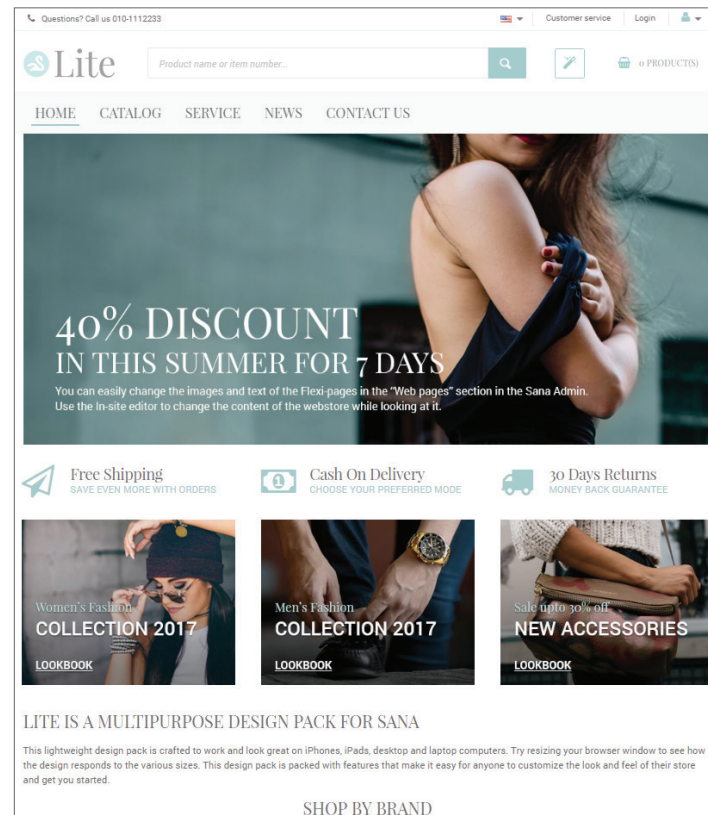 Questions? Call us 010-1112233
Customer service
Login
Lite
Product name or item number...
0 PRODUCT(S)
HOME
CATALOG
SERVICE
NEWS
CONTACT US
40% DISCOUNT
IN THIS SUMMER FOR 7 DAYS
You can easily change the images and text of the Flexi-pages in the "Web pages" section in the Sana Admin.
Use the In-site editor to change the content of the webstore while looking at it.
Free Shipping
SAVE EVEN MORE WITH ORDERS
Cash On Delivery
CHOOSE YOUR PREFERRED MODE
30 Days Returns
MONEY BACK GUARANTEE
Women's Fashion
COLLECTION 2017
LOOKBOOK
Men's Fashion
COLLECTION 2017
LOOKBOOK
Sale upto 30% off
NEW ACCESSORIES
LOOKBOOK
LITE IS A MULTIPURPOSE DESIGN PACK FOR SANA
This lightweight design pack is crafted to work and look great on iPhones, iPads, desktop and laptop computers. Try resizing your browser window to see how
the design responds to the various sizes. This design pack is packed with features that make it easy for anyone to customize the look and feel of their store
and get you started.
SHOP BY BRAND